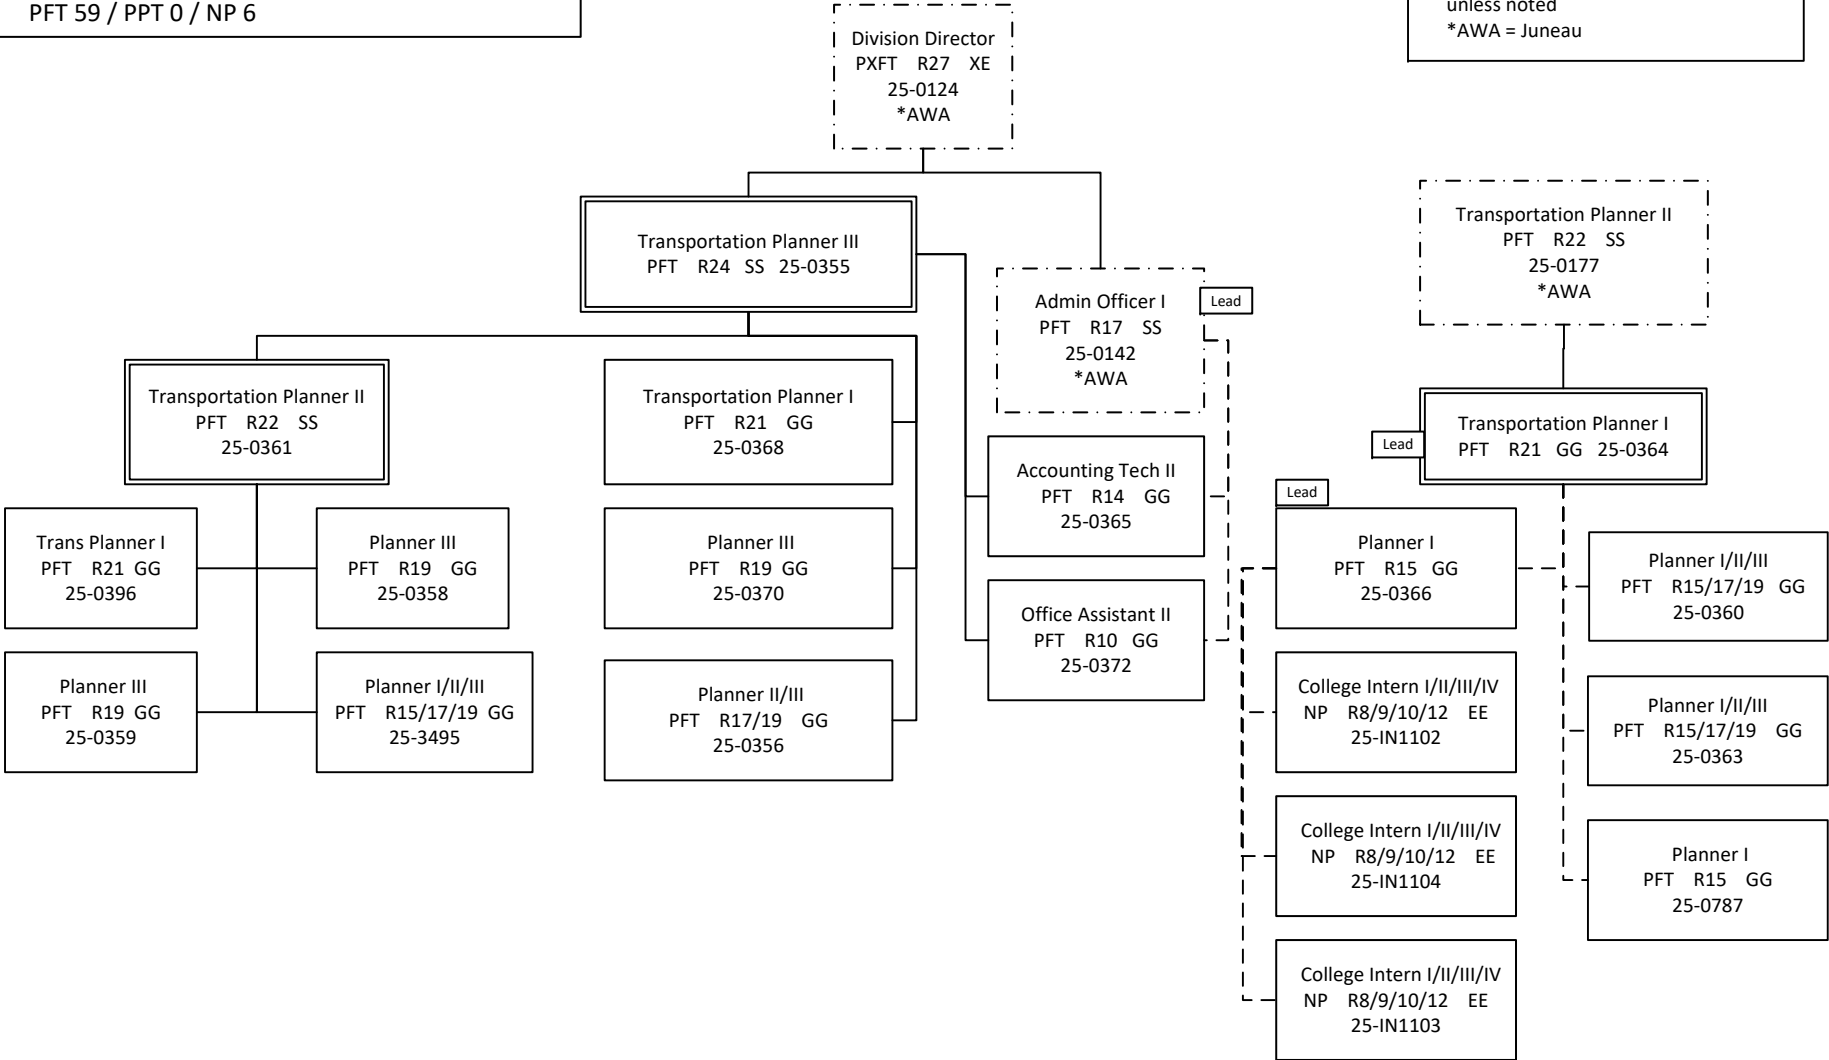 PFT 59 / PPT 0 / NP 6
unless noted
*AWA = Juneau
Division Director
PXFT R27 XE
25-0124
*AWA
Transportation Planner III
PFT R24 SS 25-0355
Admin Officer I
PFT R17 SS
25-0142
*AWA
Lead
Transportation Planner II
PFT R22 SS
25-0177
*AWA
Transportation Planner II
PFT R22 SS
25-0361
Transportation Planner I
PFT R21 GG
25-0368
Accounting Tech II
PFT R14 GG
25-0365
Lead
Transportation Planner I
PFT R21 GG 25-0364
Trans Planner I
PFT R21 GG
25-0396
Planner III
PFT R19 GG
25-0358
Planner III
PFT R19 GG
25-0370
Office Assistant II
PFT R10 GG
25-0372
Lead
Planner I
PFT R15 GG
25-0366
Planner I/II/III
PFT R15/17/19 GG
25-0360
Planner III
PFT R19 GG
25-0359
Planner I/II/III
PFT R15/17/19 GG
25-3495
Planner II/III
PFT R17/19 GG
25-0356
College Intern I/II/III/IV
NP R8/9/10/12 EE
25-IN1102
Planner I/II/III
PFT R15/17/19 GG
25-0363
College Intern I/II/III/IV
NP R8/9/10/12 EE
25-IN1104
Planner I
PFT R15 GG
25-0787
College Intern I/II/III/IV
NP R8/9/10/12 EE
25-IN1103